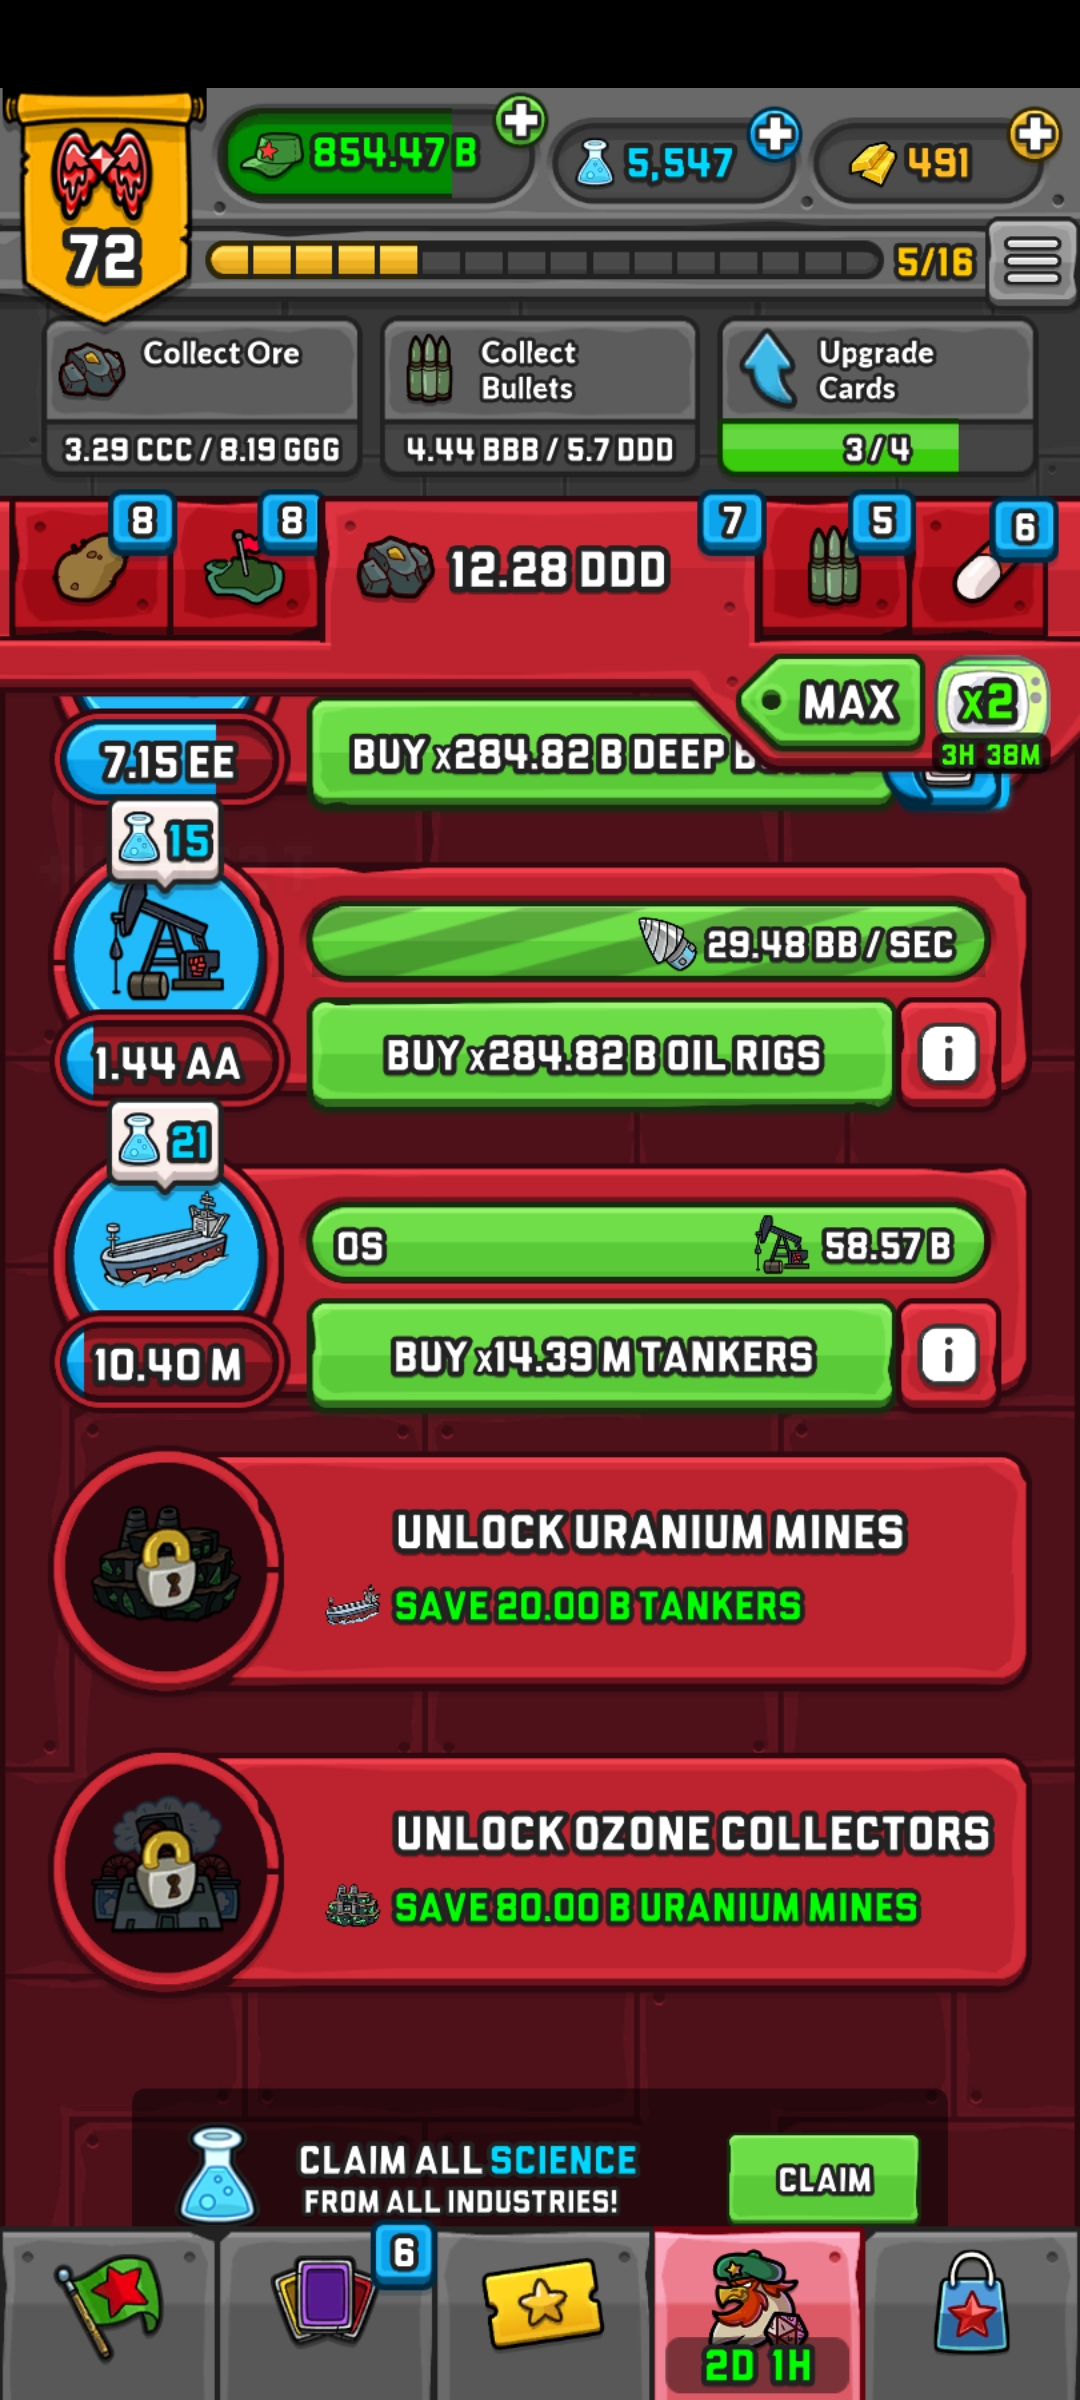 854.47 B
5,547
491
72
5/16
Collect Ore
3.29 CCC / 8.19 GGG
Collect
Bullets
4.44 BBB / 5.7 DDD
Upgrade
Cards
3/4
8
8
12.28 DDD
7
5
6
MAX
x2
3H 38M
7.15 EE
BUY x284.82 B DEEP
15
29.48 BB / SEC
1.44 AA
BUY x284.82 B OIL RIGS
i
21
0S
58.57 B
10.40 M
BUY x14.39 M TANKERS
i
UNLOCK URANIUM MINES
SAVE 20.00 B TANKERS
UNLOCK OZONE COLLECTORS
SAVE 80.00 B URANIUM MINES
CLAIM ALL SCIENCE
FROM ALL INDUSTRIES!
CLAIM
6
2D 1H